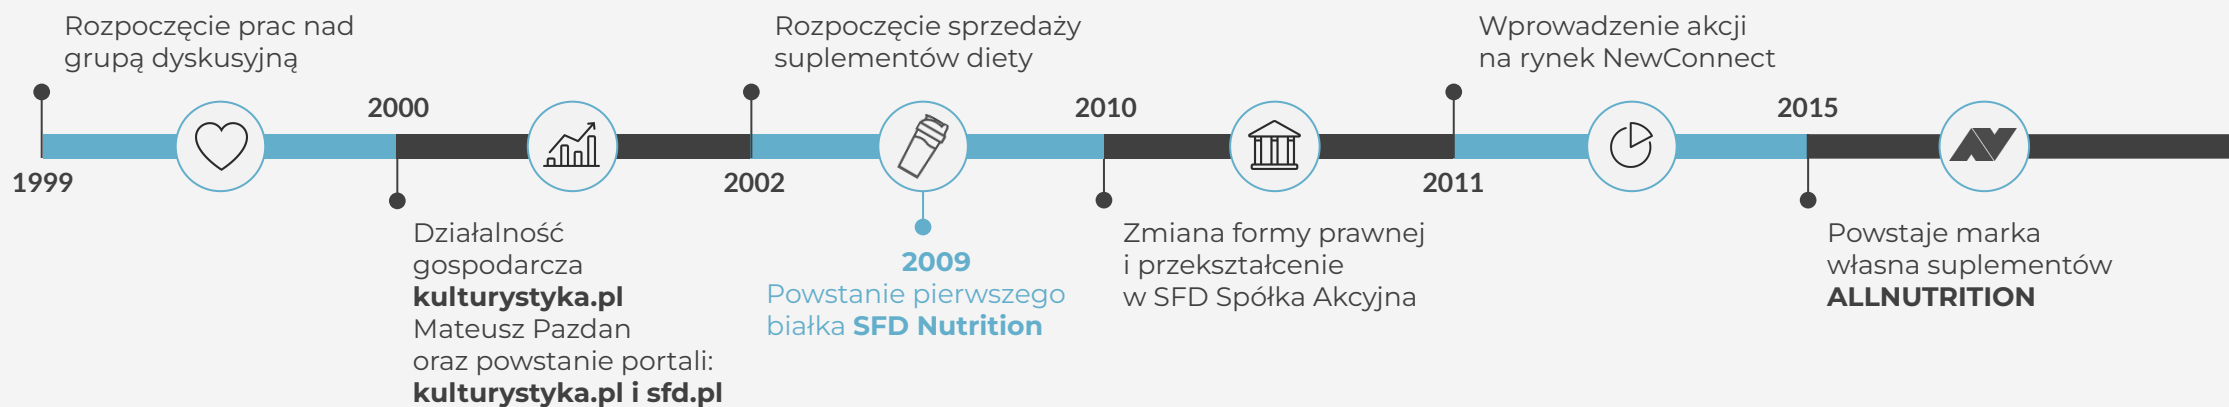 Rozpoczęcie prac nad
grupą dyskusyjną
1999
2000
Działalność
gospodarcza
kulturystyka.pl
Mateusz Pazdan
oraz powstanie portali:
kulturystyka.pl i sfd.pl
Rozpoczęcie sprzedaży
suplementów diety
2002
2009
Powstanie pierwszego
białka SFD Nutrition
2010
Zmiana formy prawnej
i przekształcenie
w SFD Spółka Akcyjna
Wprowadzenie akcji
na rynek NewConnect
2011
2015
Powstaje marka
własna suplementów
ALLNUTRITION